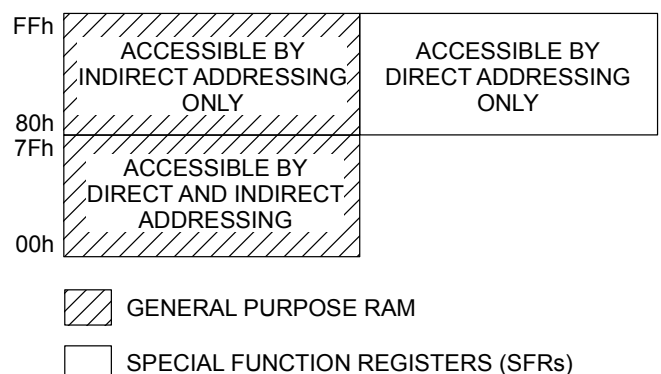 FFh
ACCESSIBLE BY
INDIRECT ADDRESSING
ONLY
ACCESSIBLE BY
DIRECT ADDRESSING
ONLY
80h
7Fh
ACCESSIBLE BY
DIRECT AND INDIRECT
ADDRESSING
00h
GENERAL PURPOSE RAM
SPECIAL FUNCTION REGISTERS (SFRs)